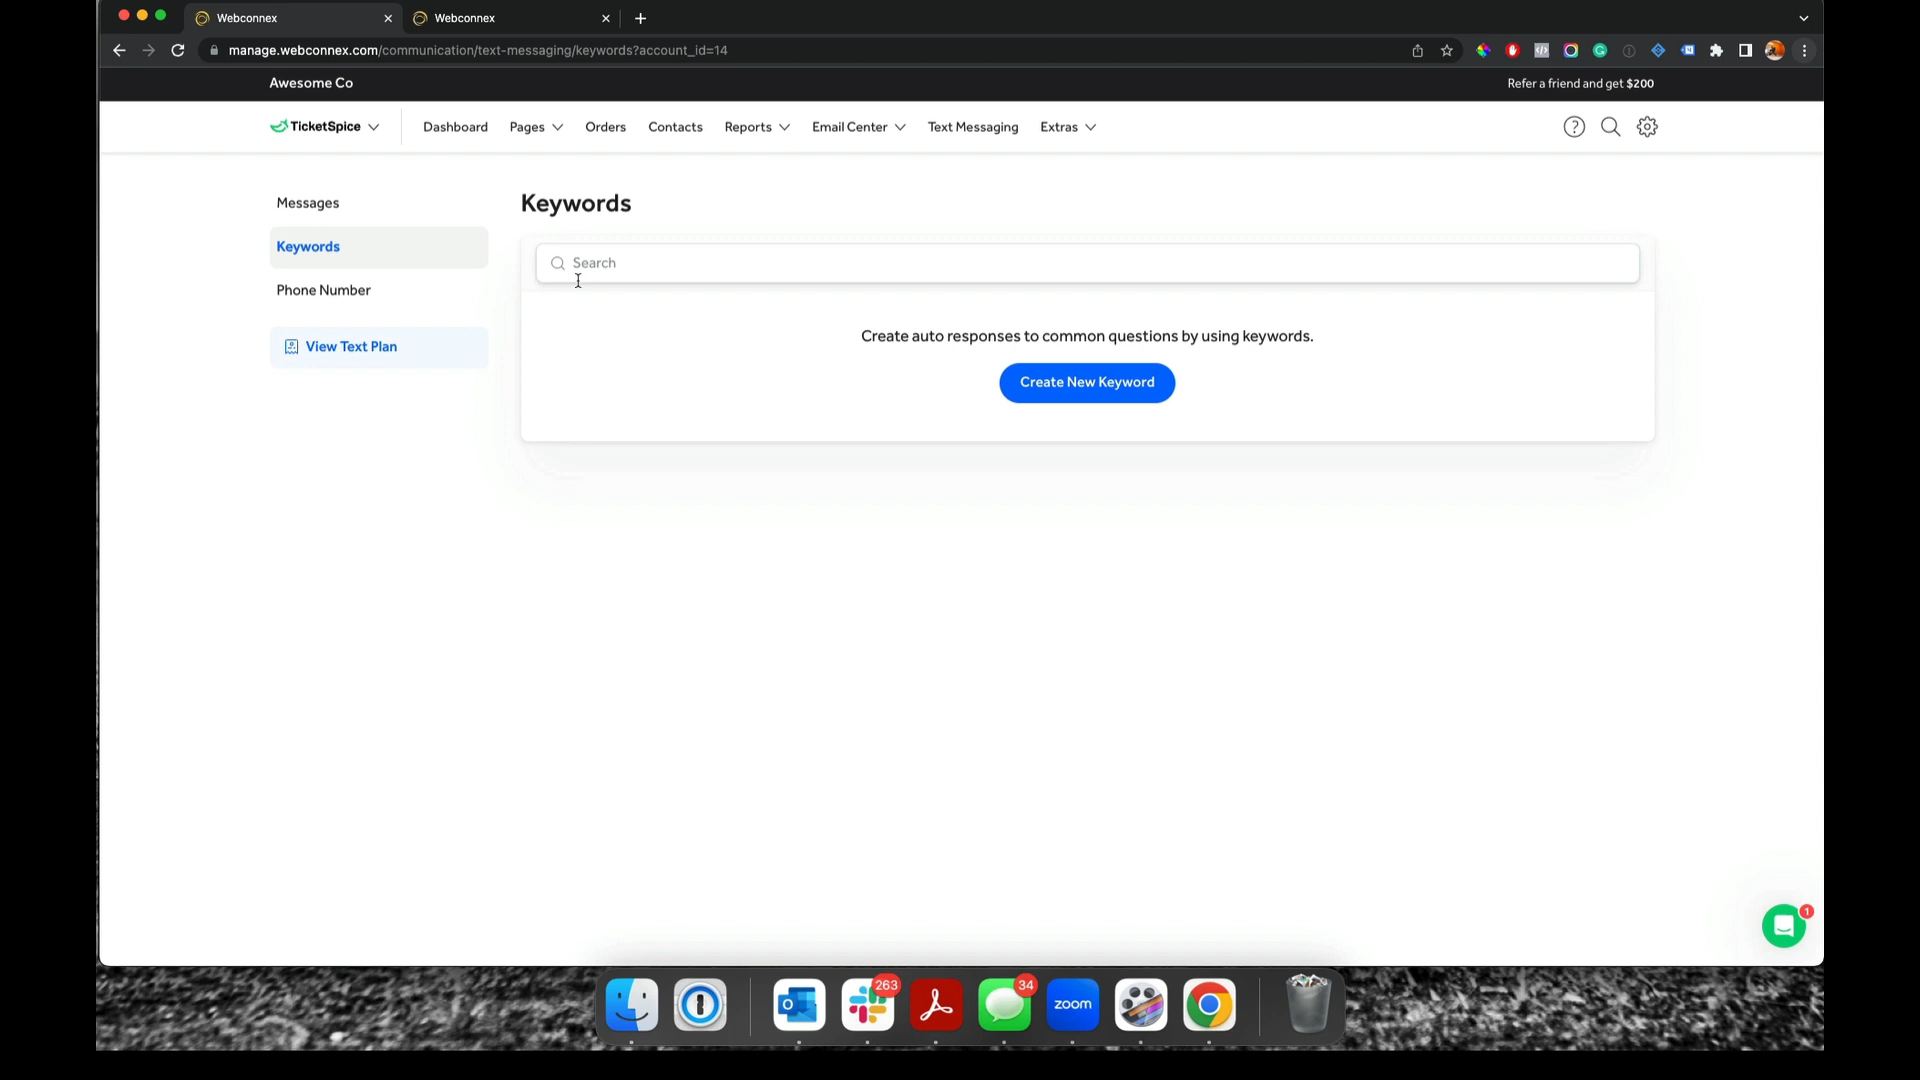 Webconnex
Webconnex
manage.webconnex.com/communication/text-messaging/keywords?account_id=14
Awesome Co
Refer a friend and get $200
TicketSpice
Dashboard
Pages
Orders
Contacts
Reports
Email Center
Text Messaging
Extras
Messages
Keywords
Phone Number
View Text Plan
Keywords
Search
Create auto responses to common questions by using keywords.
Create New Keyword
1
263
34
zoom